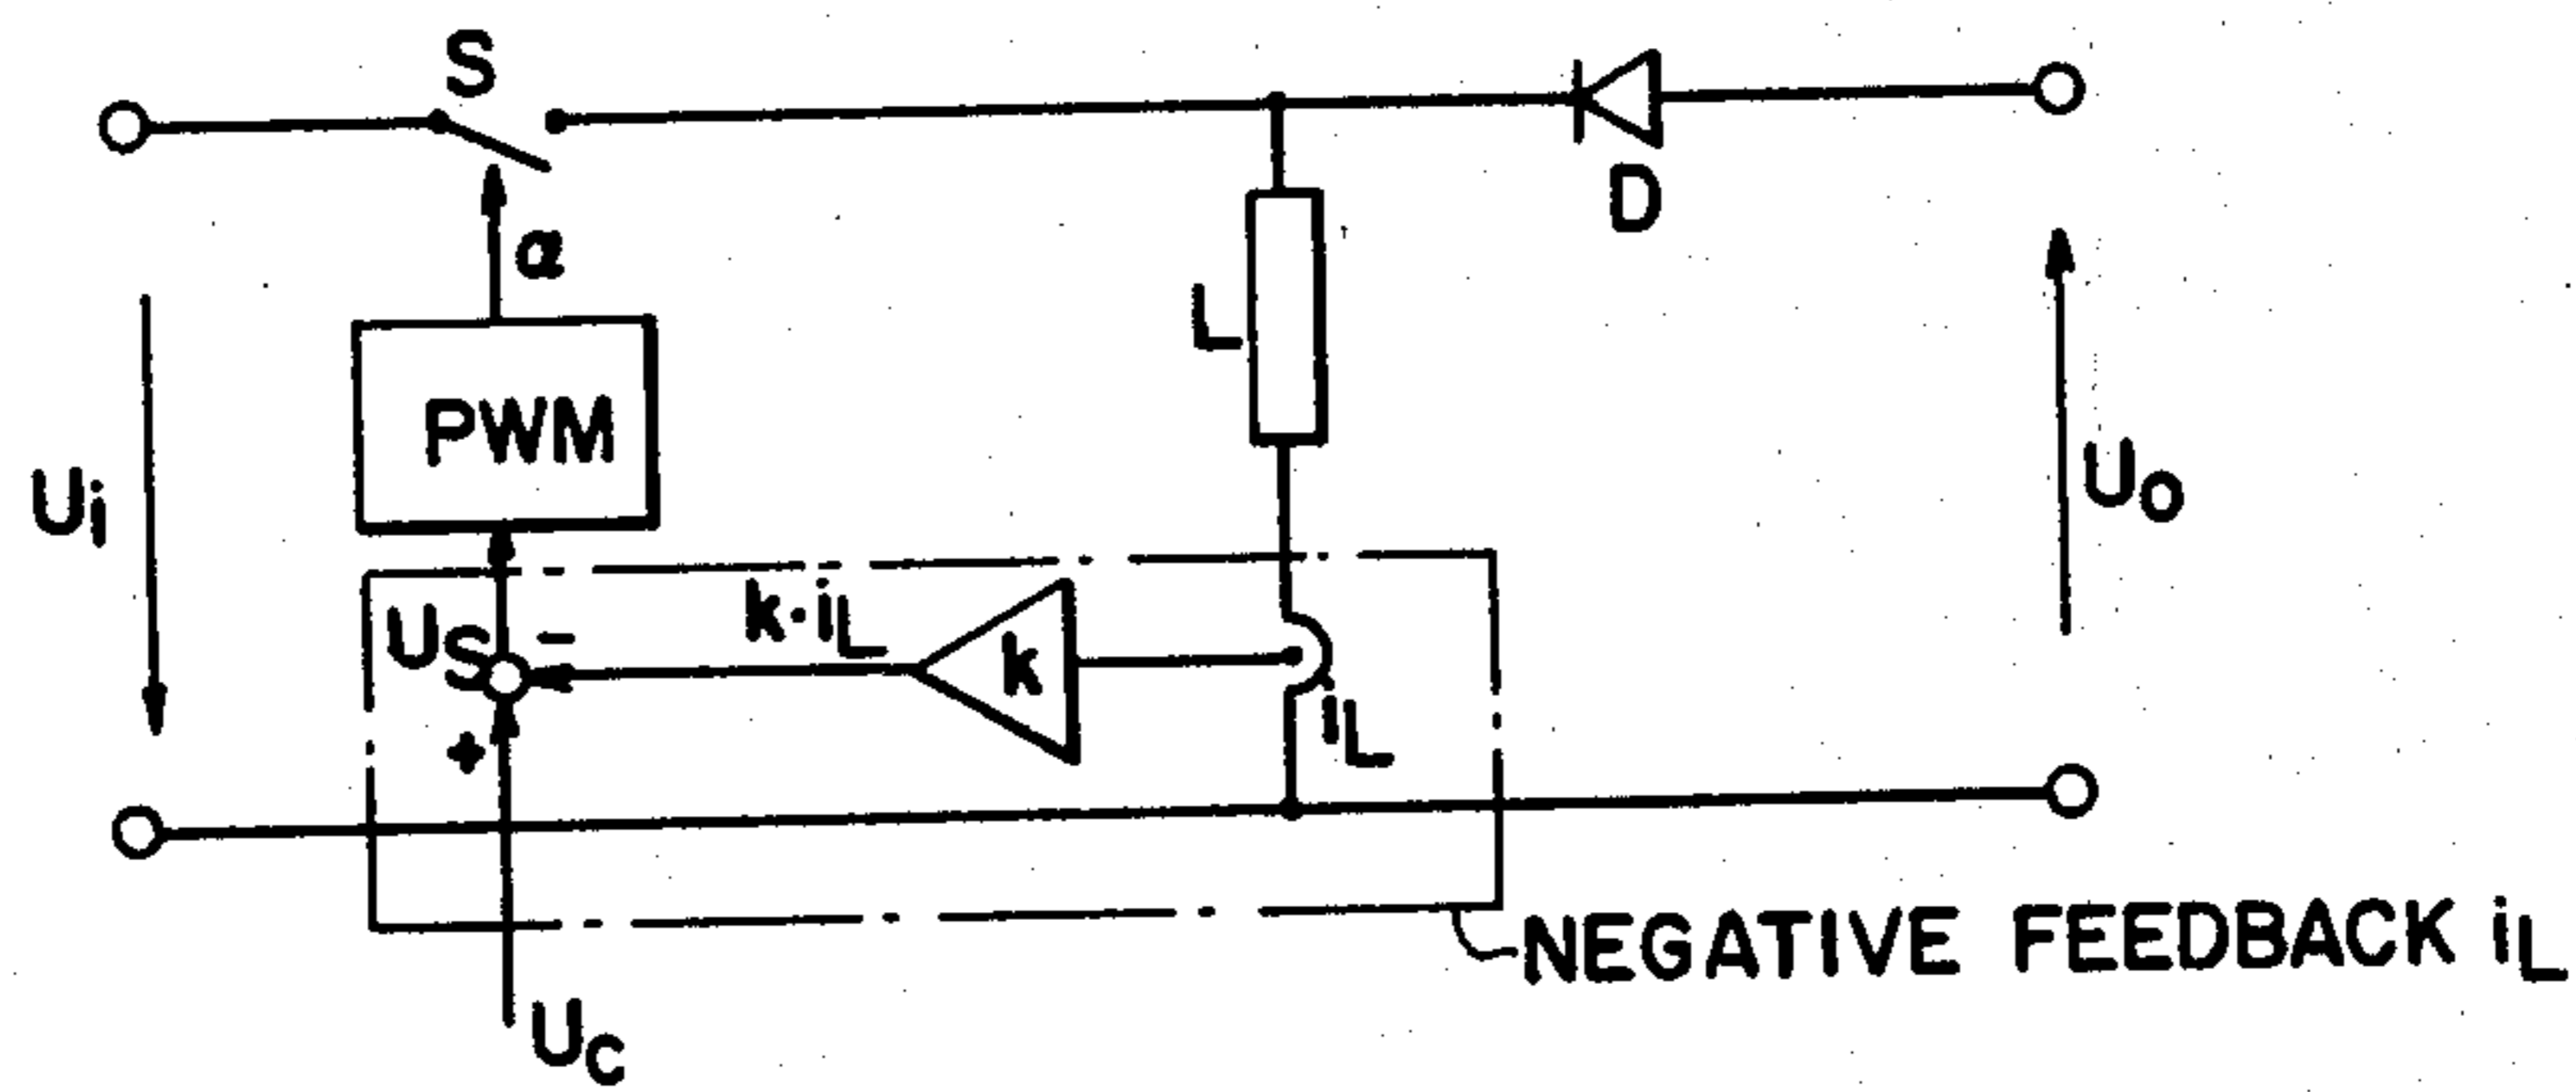 S
α
D
L
PWM
Ui
Uo
US
-
k·iL
k
+
iL
NEGATIVE FEEDBACK iL
Uc